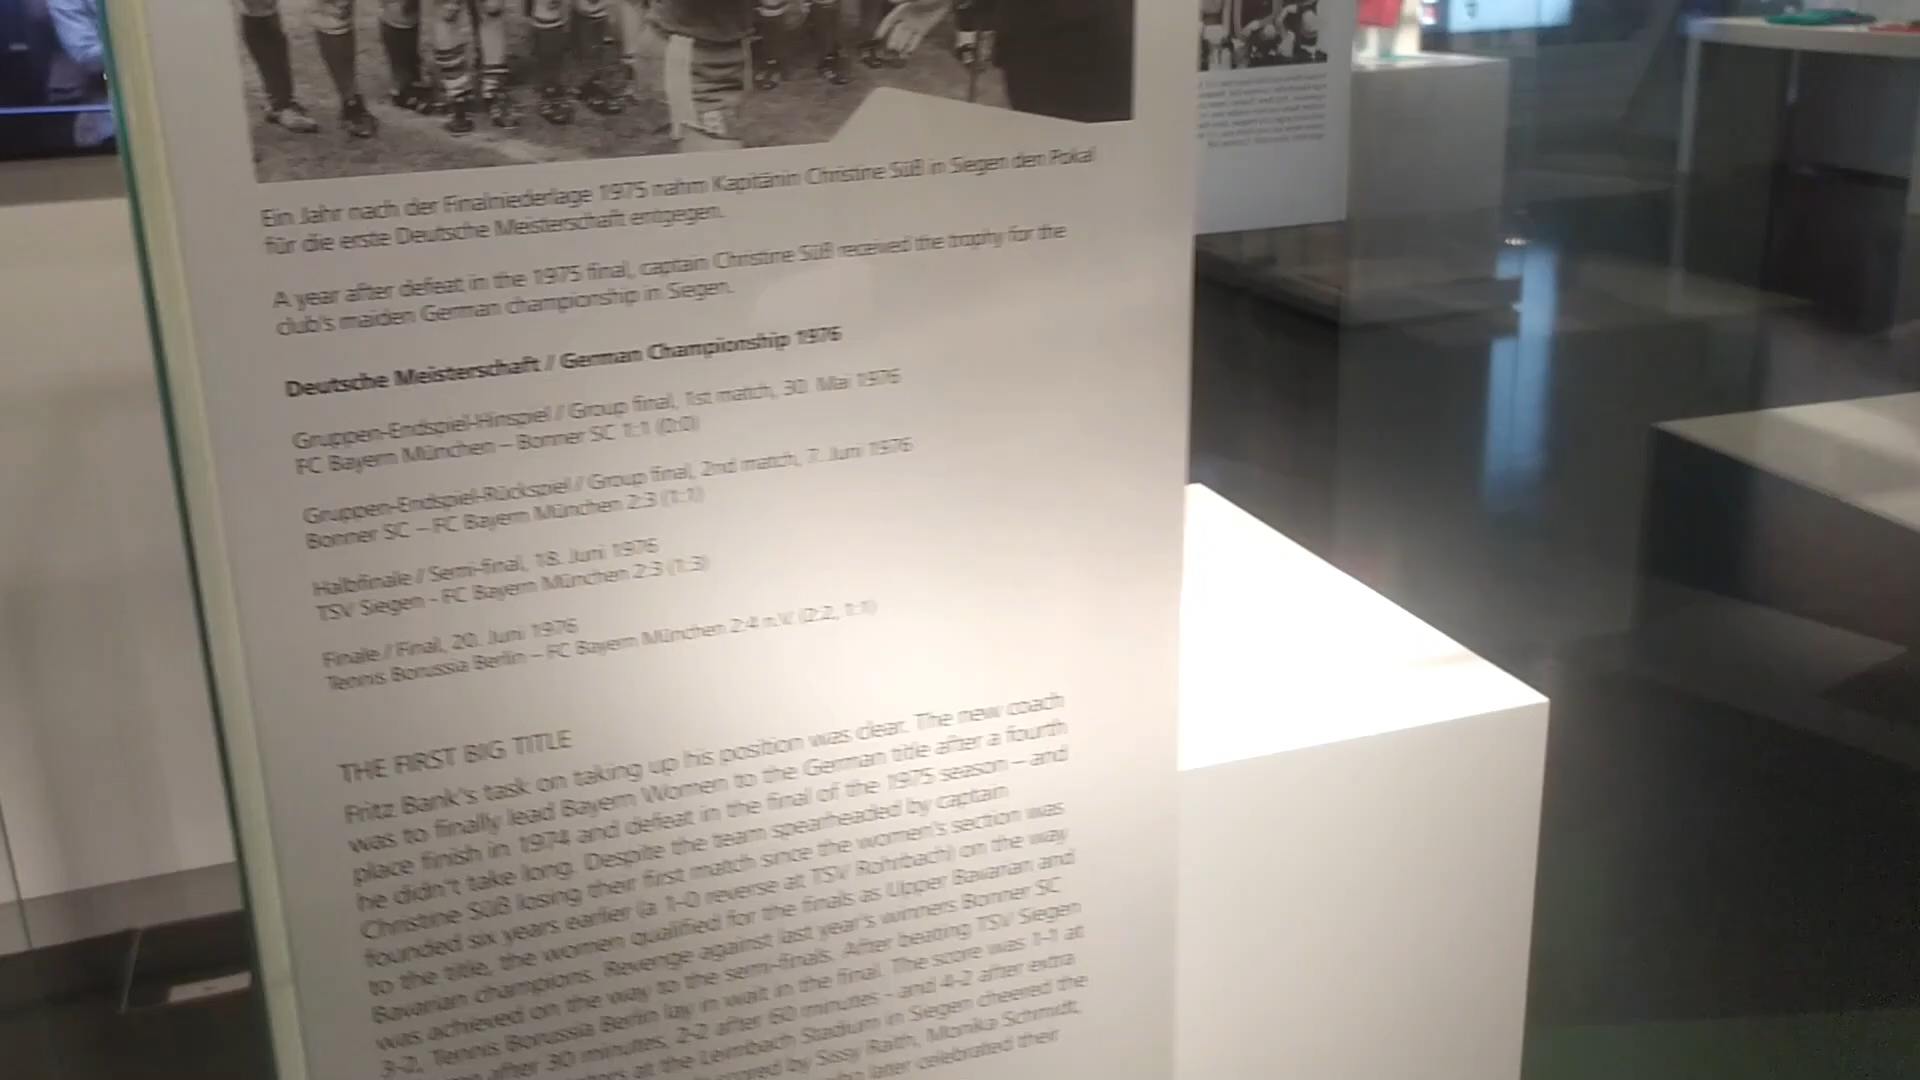 Ein Jahr nach der Finalniederlage 1975 nahm Kapitänin Christine Süß in Siegen den Pokal
für die erste Deutsche Meisterschaft entgegen.
A year after defeat in the 1975 final, captain Christine Süß received the trophy for the
club's maiden German championship in Siegen.
Deutsche Meisterschaft // German Championship 1976
Gruppen-Endspiel-Hinspiel // Group final, 1st match, 30. Mai 1976
FC Bayern München – Bonner SC 1:1 (0:0)
Gruppen-Endspiel-Rückspiel // Group final, 2nd match, 7. Juni 1976
Bonner SC – FC Bayern München 2:3 (1:1)
Halbfinale // Semi-final, 18. Juni 1976
TSV Siegen - FC Bayern München 2:3 (1:3)
Finale // Final, 20. Juni 1976
Tennis Borussia Berlin – FC Bayern München 2:4 n.V. (2:2, 1:1)
THE FIRST BIG TITLE
Fritz Bank's task on taking up his position was clear. The new coach
was to finally lead Bayern Women to the German title after a fourth
place finish in 1974 and defeat in the final of the 1975 season – and
he didn't take long. Despite the team spearheaded by captain
Christine Süß losing their first match since the women's section was
founded six years earlier (a 1-0 reverse at TSV Rohrbach) on the way
to the title, the women qualified for the finals as Upper Bavarian and
Bavarian champions. Revenge against last year's winners Bonner SC
was achieved on the way to the semi-finals. After beating TSV Siegen
3-2, Tennis Borussia Berlin lay in wait in the final. The score was 1-1 at
after 30 minutes, 2-2 after 60 minutes - and 4-2 after extra
at the Leimbach Stadium in Siegen cheered the
scored by Sissy Raith, Monika Schmidt,
who later celebrated their